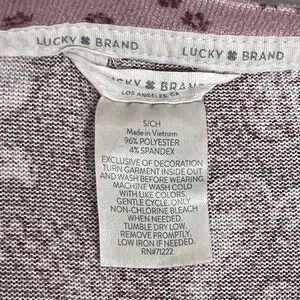 LUCKY BRAND
LUCKY BRAND
LUCKY BRAND
LOS ANGELES, CA
S/CH
Made in Vietnam
96% POLYESTER
4% SPANDEX
EXCLUSIVE OF DECORATION
TURN GARMENT INSIDE OUT
AND WASH BEFORE WEARING.
MACHINE WASH COLD
WITH LIKE COLORS.
GENTLE CYCLE. ONLY
NON-CHLORINE BLEACH
WHEN NEEDED.
TUMBLE DRY LOW.
REMOVE PROMPTLY.
LOW IRON IF NEEDED.
RN#71222